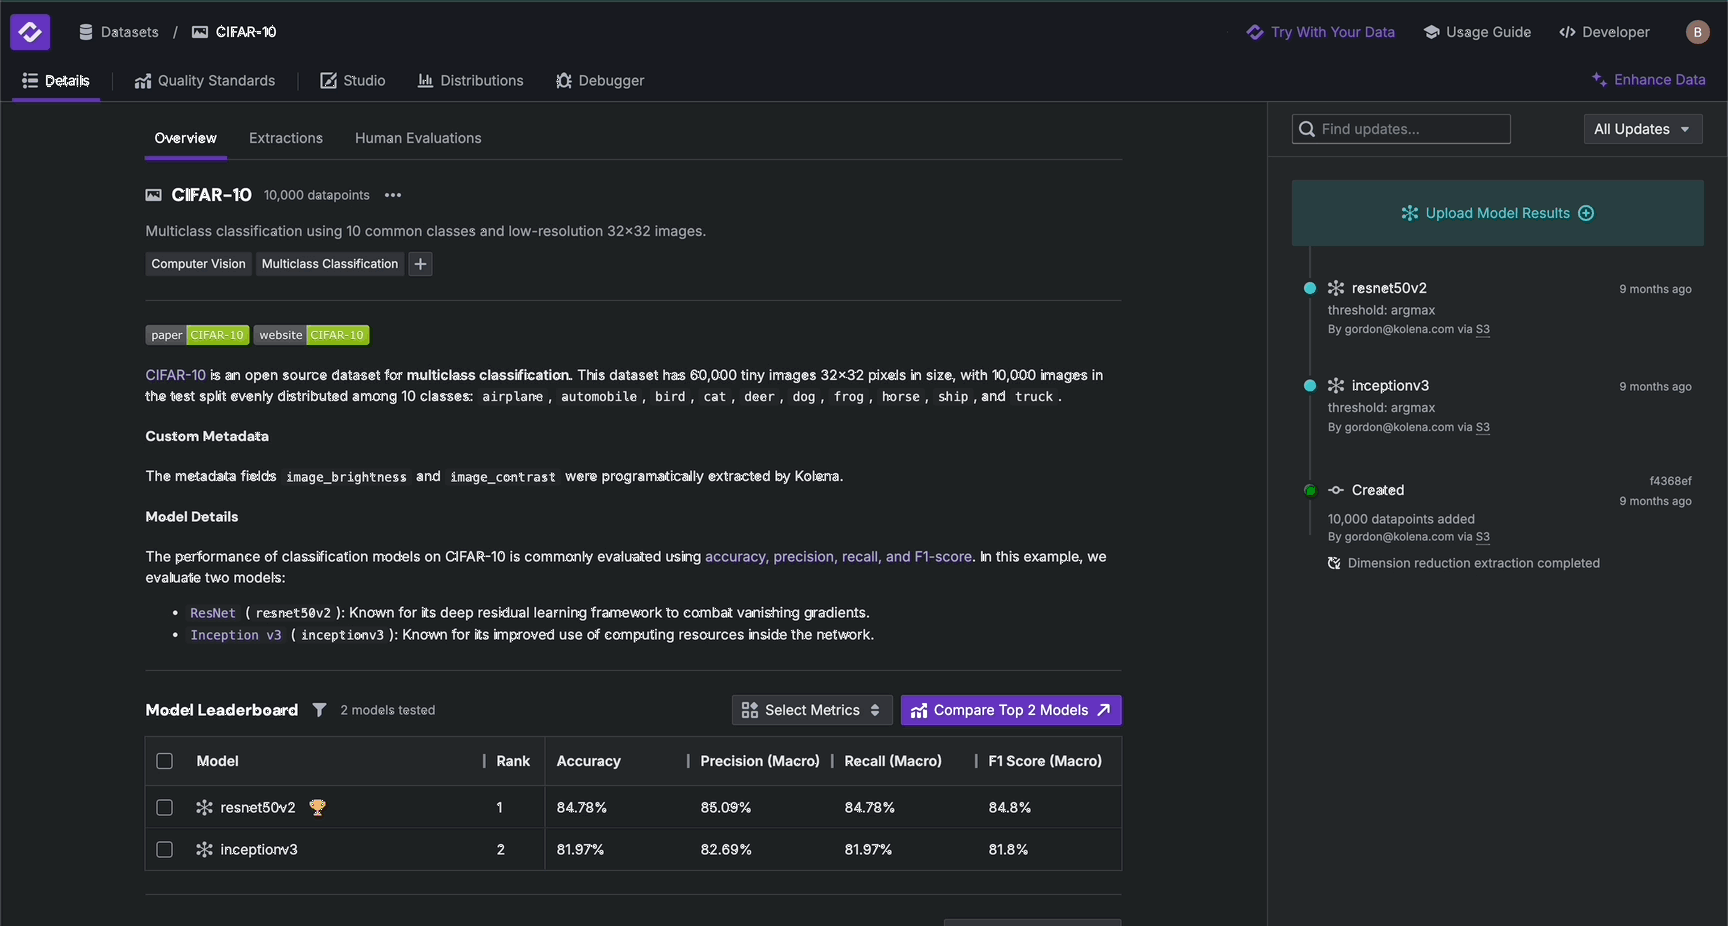 Datasets / CIFAR-10
Try With Your Data
Usage Guide
Developer
B
Details
Quality Standards
Studio
Distributions
Debugger
Enhance Data
Overview
Extractions
Human Evaluations
CIFAR-10 10,000 datapoints
Multiclass classification using 10 common classes and low-resolution 32×32 images.
Computer Vision
Multiclass Classification
paper CIFAR-10
website CIFAR-10
CIFAR-10 is an open source dataset for multiclass classification. This dataset has 60,000 tiny images 32×32 pixels in size, with 10,000 images in
the test split evenly distributed among 10 classes: airplane, automobile, bird, cat, deer, dog, frog, horse, ship, and truck.
Custom Metadata
The metadata fields image_brightness and image_contrast were programatically extracted by Kolena.
Model Details
The performance of classification models on CIFAR-10 is commonly evaluated using accuracy, precision, recall, and F1-score. In this example, we
evaluate two models:
• ResNet (resnet50v2): Known for its deep residual learning framework to combat vanishing gradients.
• Inception v3 (inceptionv3): Known for its improved use of computing resources inside the network.
Model Leaderboard
2 models tested
Select Metrics
Compare Top 2 Models
Model Rank Accuracy Precision (Macro) Recall (Macro) F1 Score (Macro)
resnet50v2 1 84.78% 85.09% 84.78% 84.8%
inceptionv3 2 81.97% 82.69% 81.97% 81.8%
Find updates...
All Updates
Upload Model Results
resnet50v2 9 months ago
threshold: argmax
By gordon@kolena.com via S3
inceptionv3 9 months ago
threshold: argmax
By gordon@kolena.com via S3
f4368ef
Created
9 months ago
10,000 datapoints added
By gordon@kolena.com via S3
Dimension reduction extraction completed